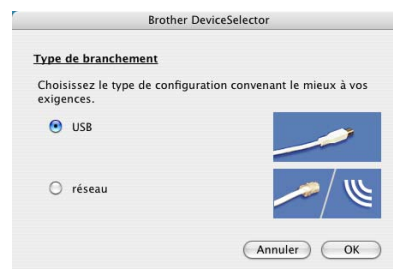 Brother DeviceSelector
Type de branchement
Choisissez le type de configuration convenant le mieux à vos
exigences.
USB
réseau
Annuler
OK